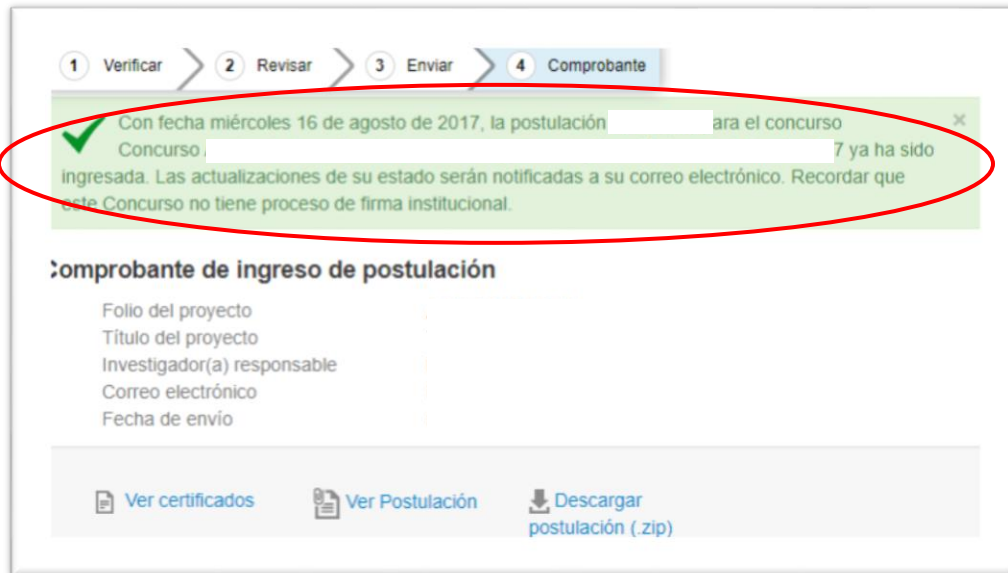 1 Verificar 2 Revisar 3 Enviar 4 Comprobante
Con fecha miércoles 16 de agosto de 2017, la postulación ara el concurso ×
Concurso 7 ya ha sido
ingresada. Las actualizaciones de su estado serán notificadas a su correo electrónico. Recordar que
este Concurso no tiene proceso de firma institucional.
Comprobante de ingreso de postulación
Folio del proyecto
Título del proyecto
Investigador(a) responsable
Correo electrónico
Fecha de envío
Ver certificados Ver Postulación Descargar
postulación (.zip)